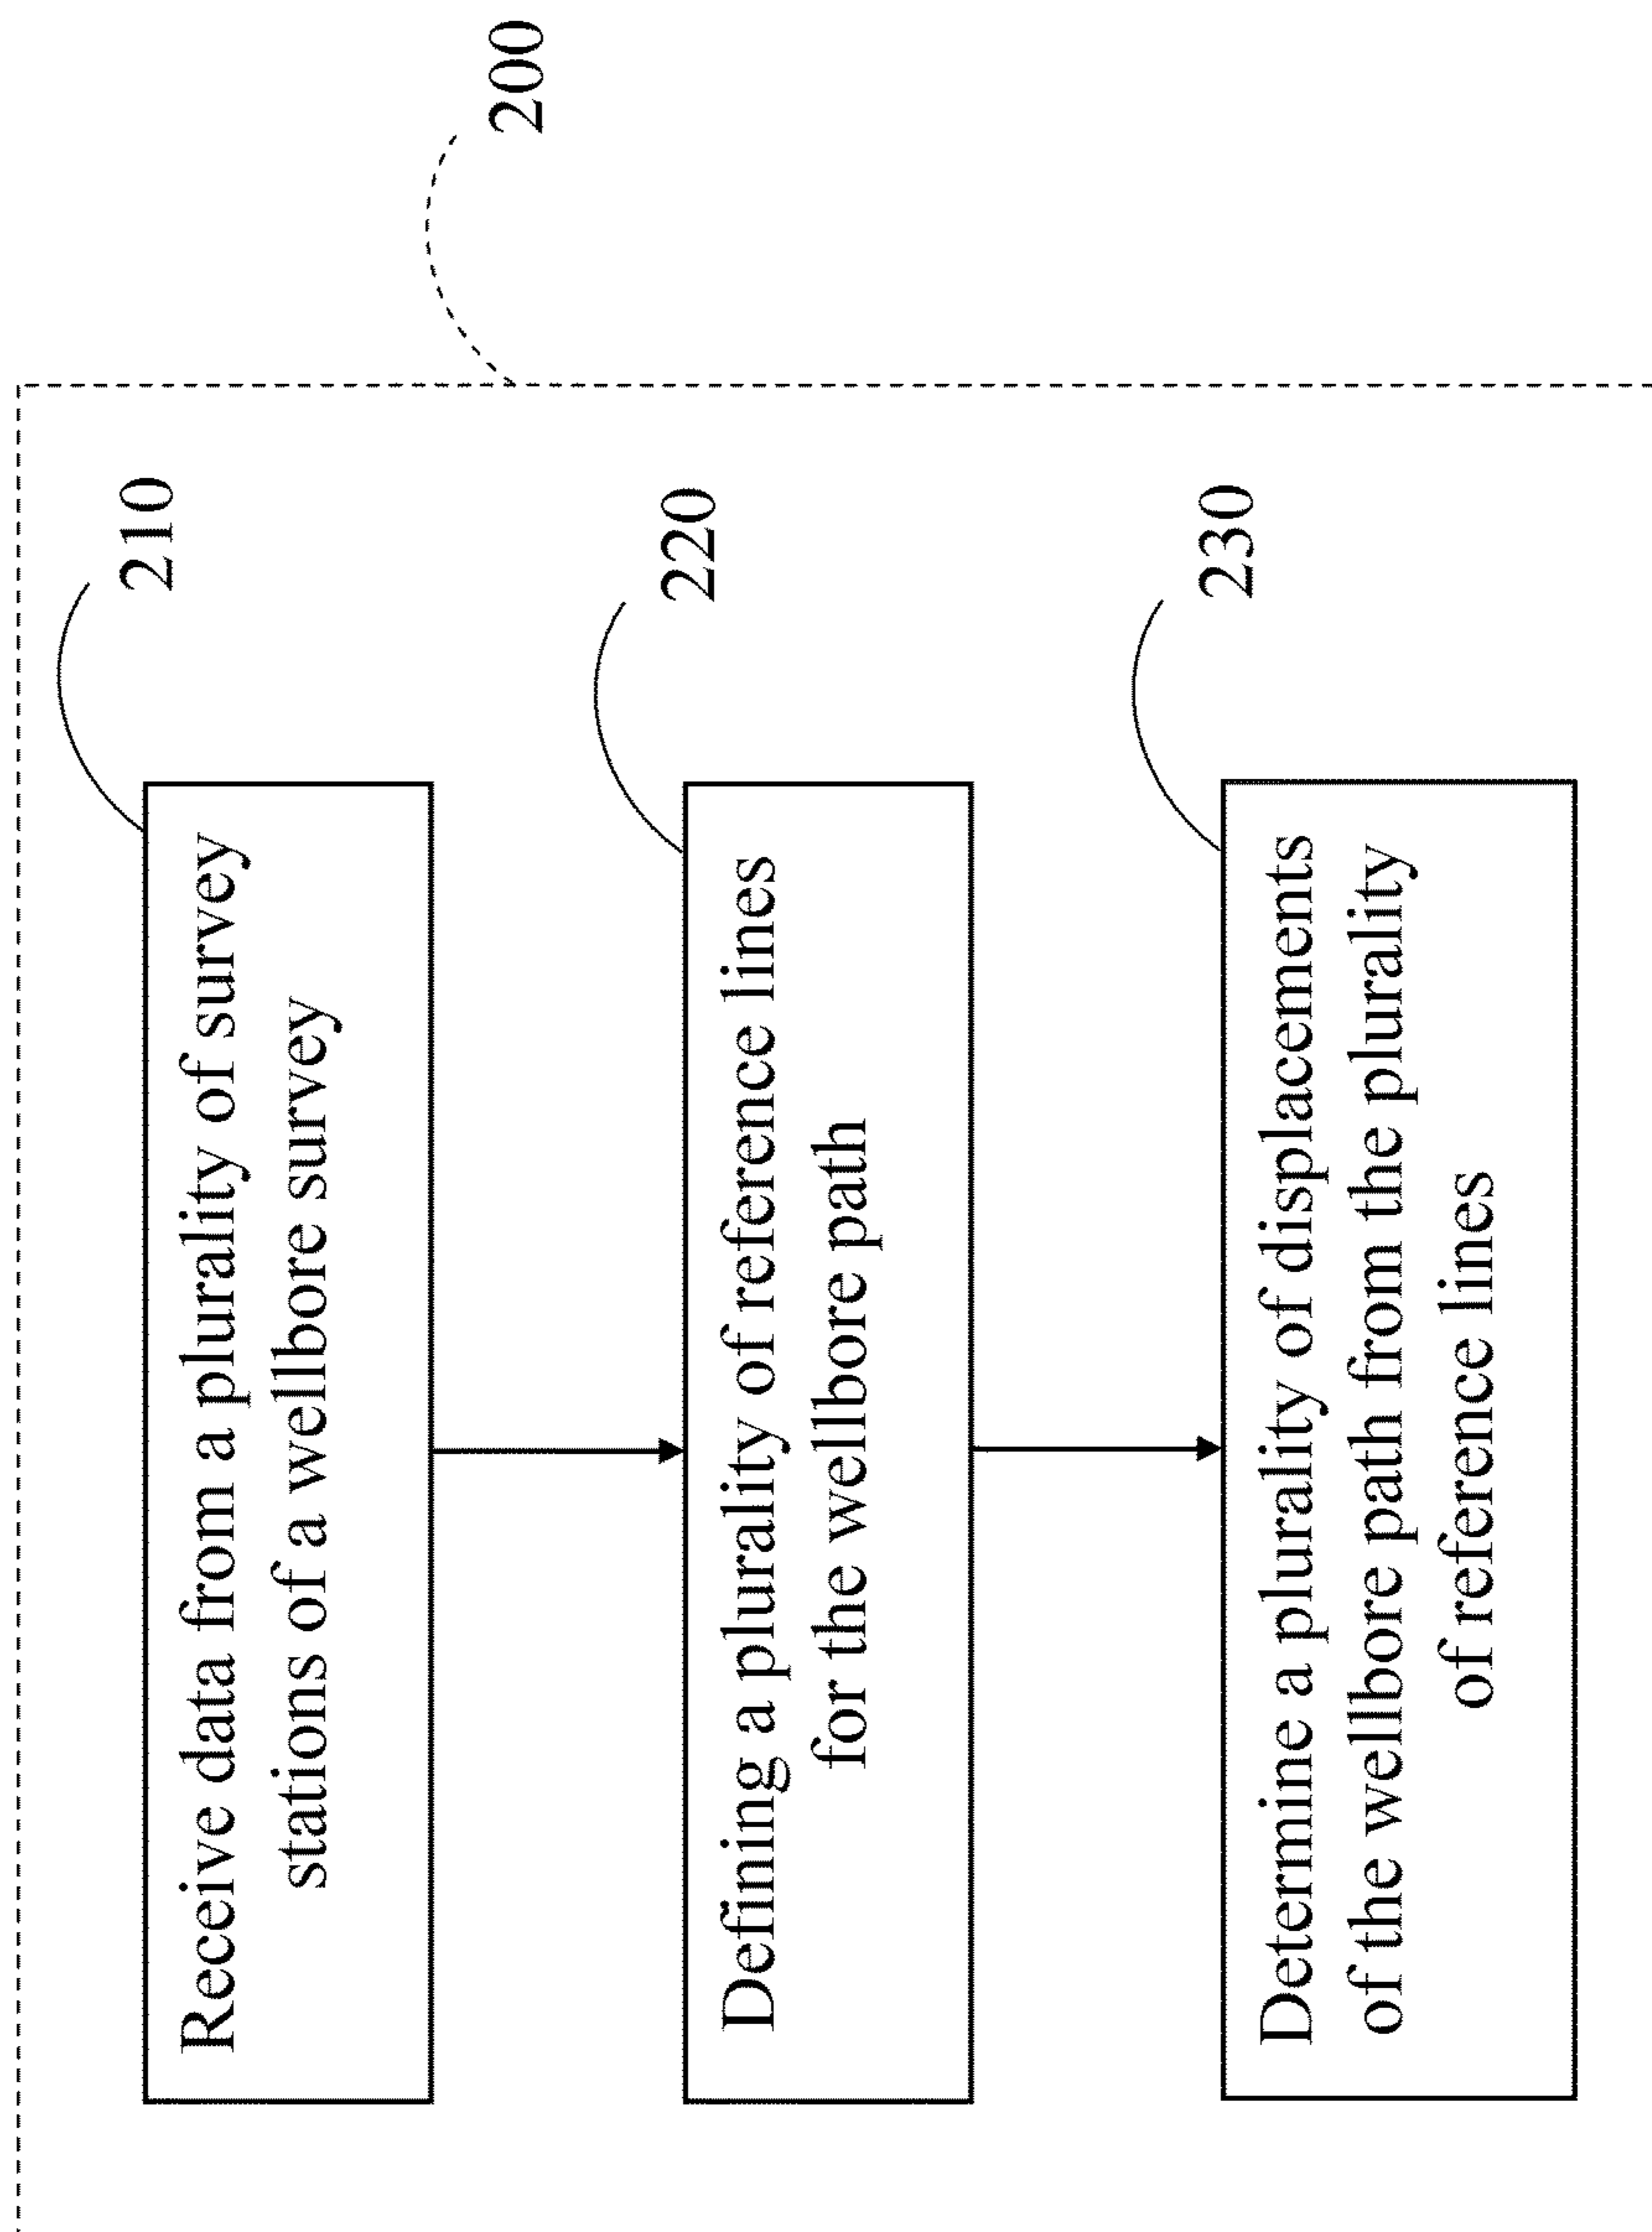 200
210
Receive data from a plurality of survey
stations of a wellbore survey
220
Defining a plurality of reference lines
for the wellbore path
230
Determine a plurality of displacements
of the wellbore path from the plurality
of reference lines